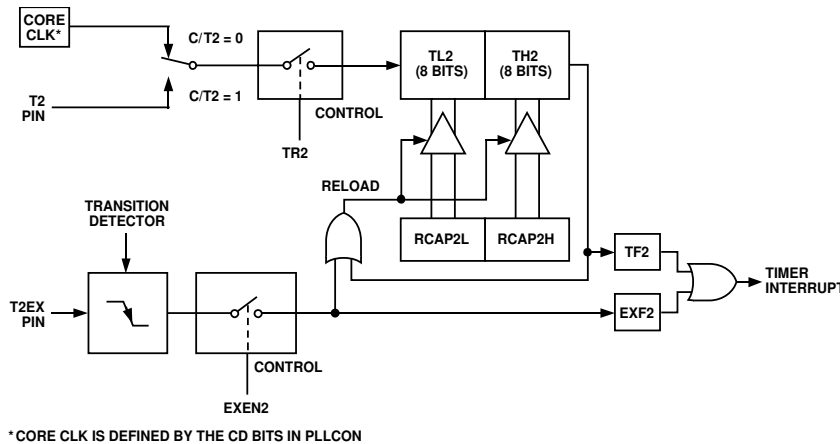 CORE
CLK*
C/T2 = 0
C/T2 = 1
T2
PIN
CONTROL
TR2
TL2
(8 BITS)
TH2
(8 BITS)
RELOAD
TRANSITION
DETECTOR
RCAP2L
RCAP2H
TF2
TIMER
INTERRUPT
T2EX
PIN
EXF2
CONTROL
EXEN2
*CORE CLK IS DEFINED BY THE CD BITS IN PLLCON